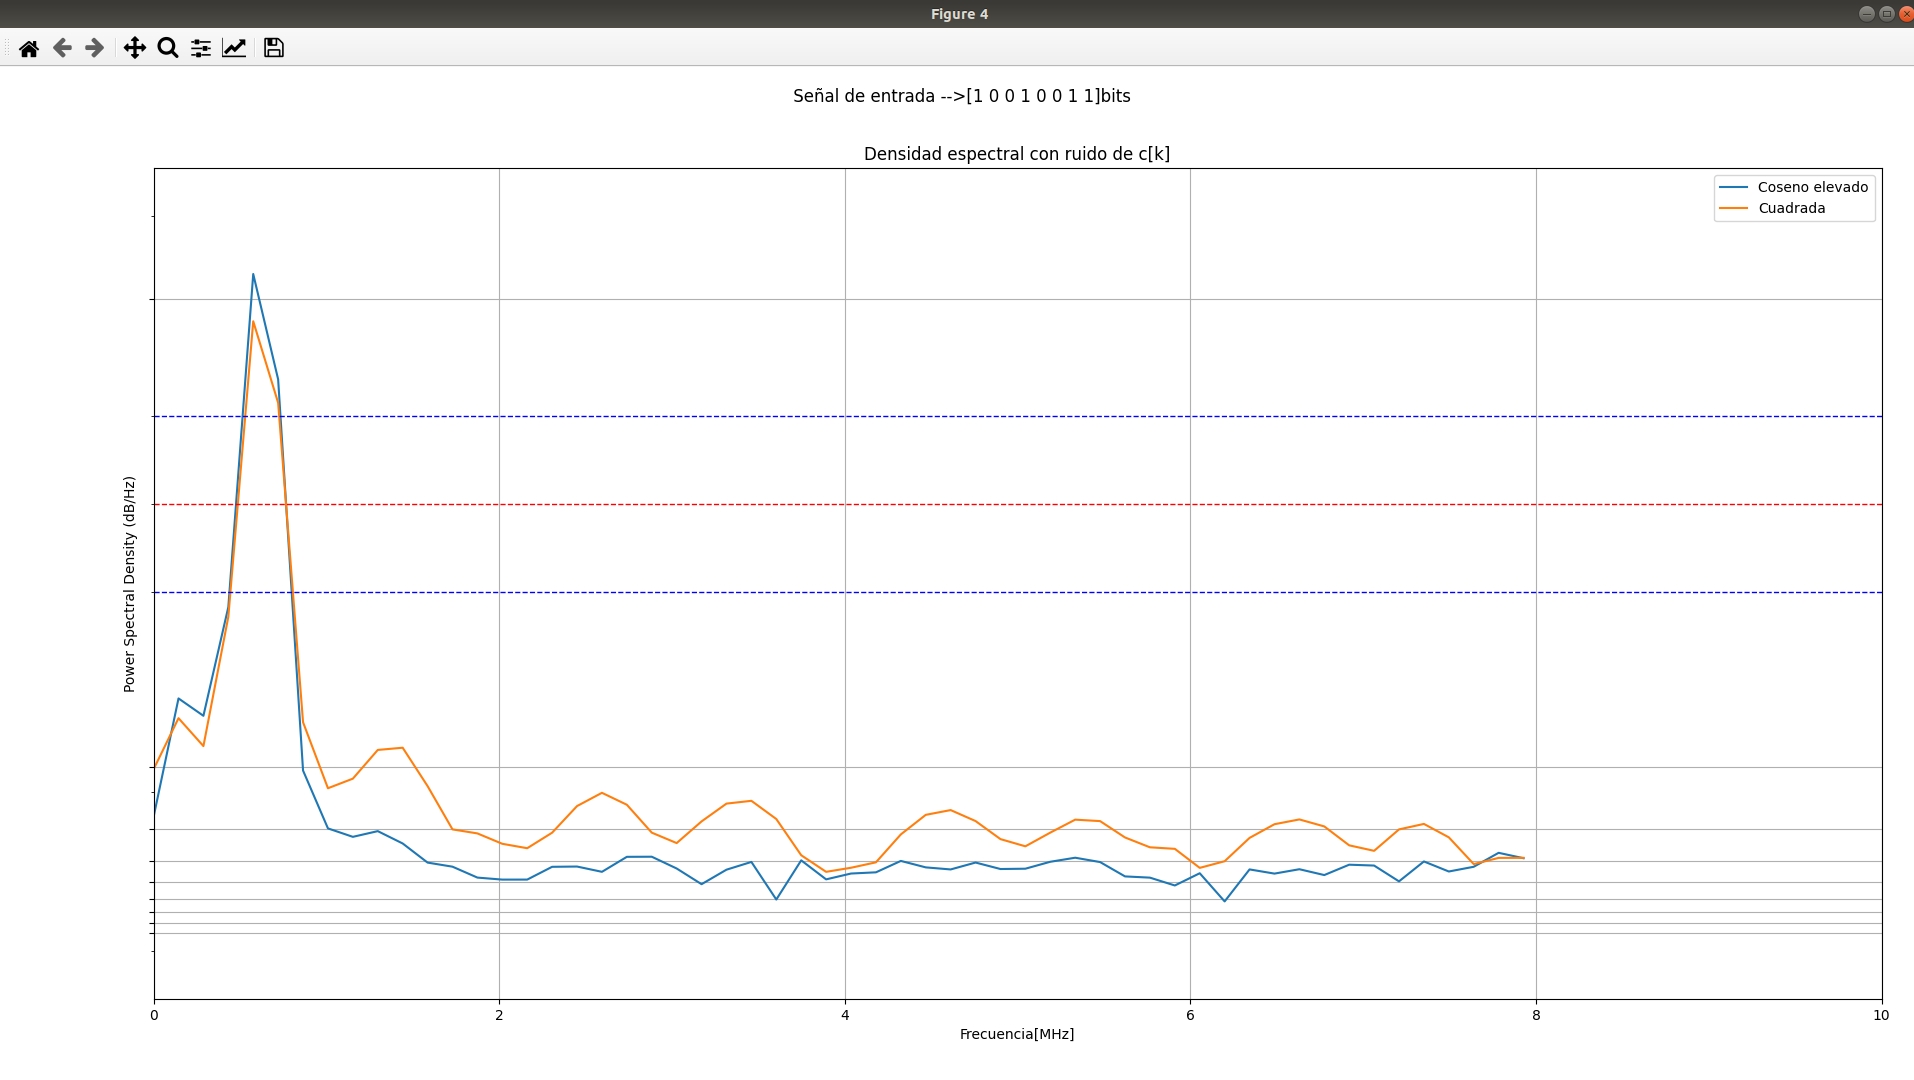 Figure 4
Señal de entrada -->[1 0 0 1 0 0 1 1]bits
Densidad espectral con ruido de c[k]
Coseno elevado
Cuadrada
Power Spectral Density (dB/Hz)
0 2 4 6 8 10
Frecuencia[MHz]